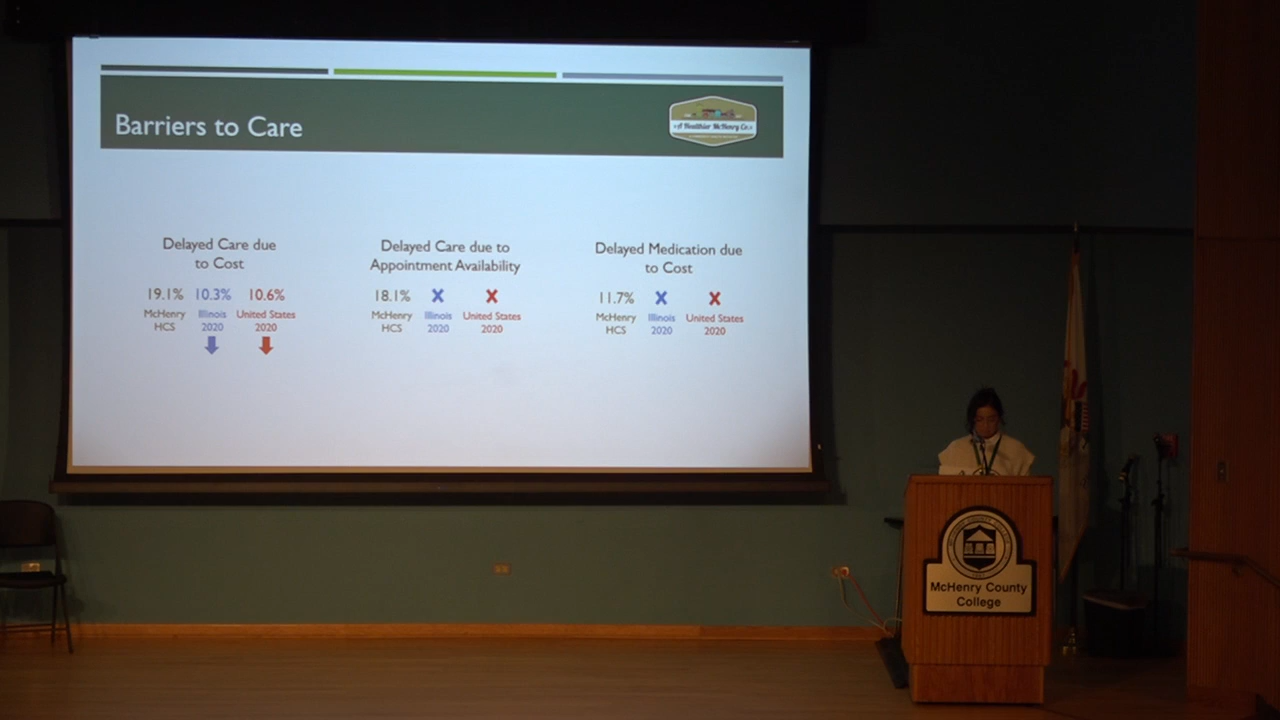 Barriers to Care
A Healthier McHenry Co.
Delayed Care due
to Cost
19.1% 10.3% 10.6%
McHenry Illinois United States
HCS 2020 2020
Delayed Care due to
Appointment Availability
18.1% X X
McHenry Illinois United States
HCS 2020 2020
Delayed Medication due
to Cost
11.7% X X
McHenry Illinois United States
HCS 2020 2020
McHenry County
College